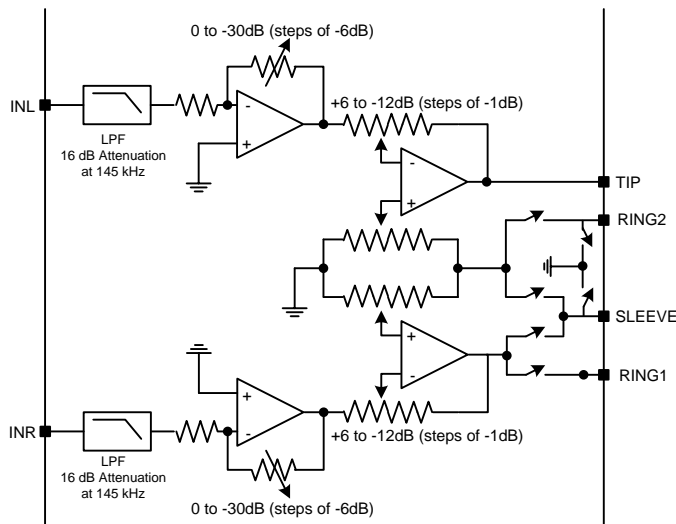 0 to -30dB (steps of -6dB)
INL
LPF
16 dB Attenuation
at 145 kHz
-
+
+6 to -12dB (steps of -1dB)
-
+
TIP
RING2
SLEEVE
RING1
+
-
+
-
+6 to -12dB (steps of -1dB)
INR
LPF
16 dB Attenuation
at 145 kHz
0 to -30dB (steps of -6dB)